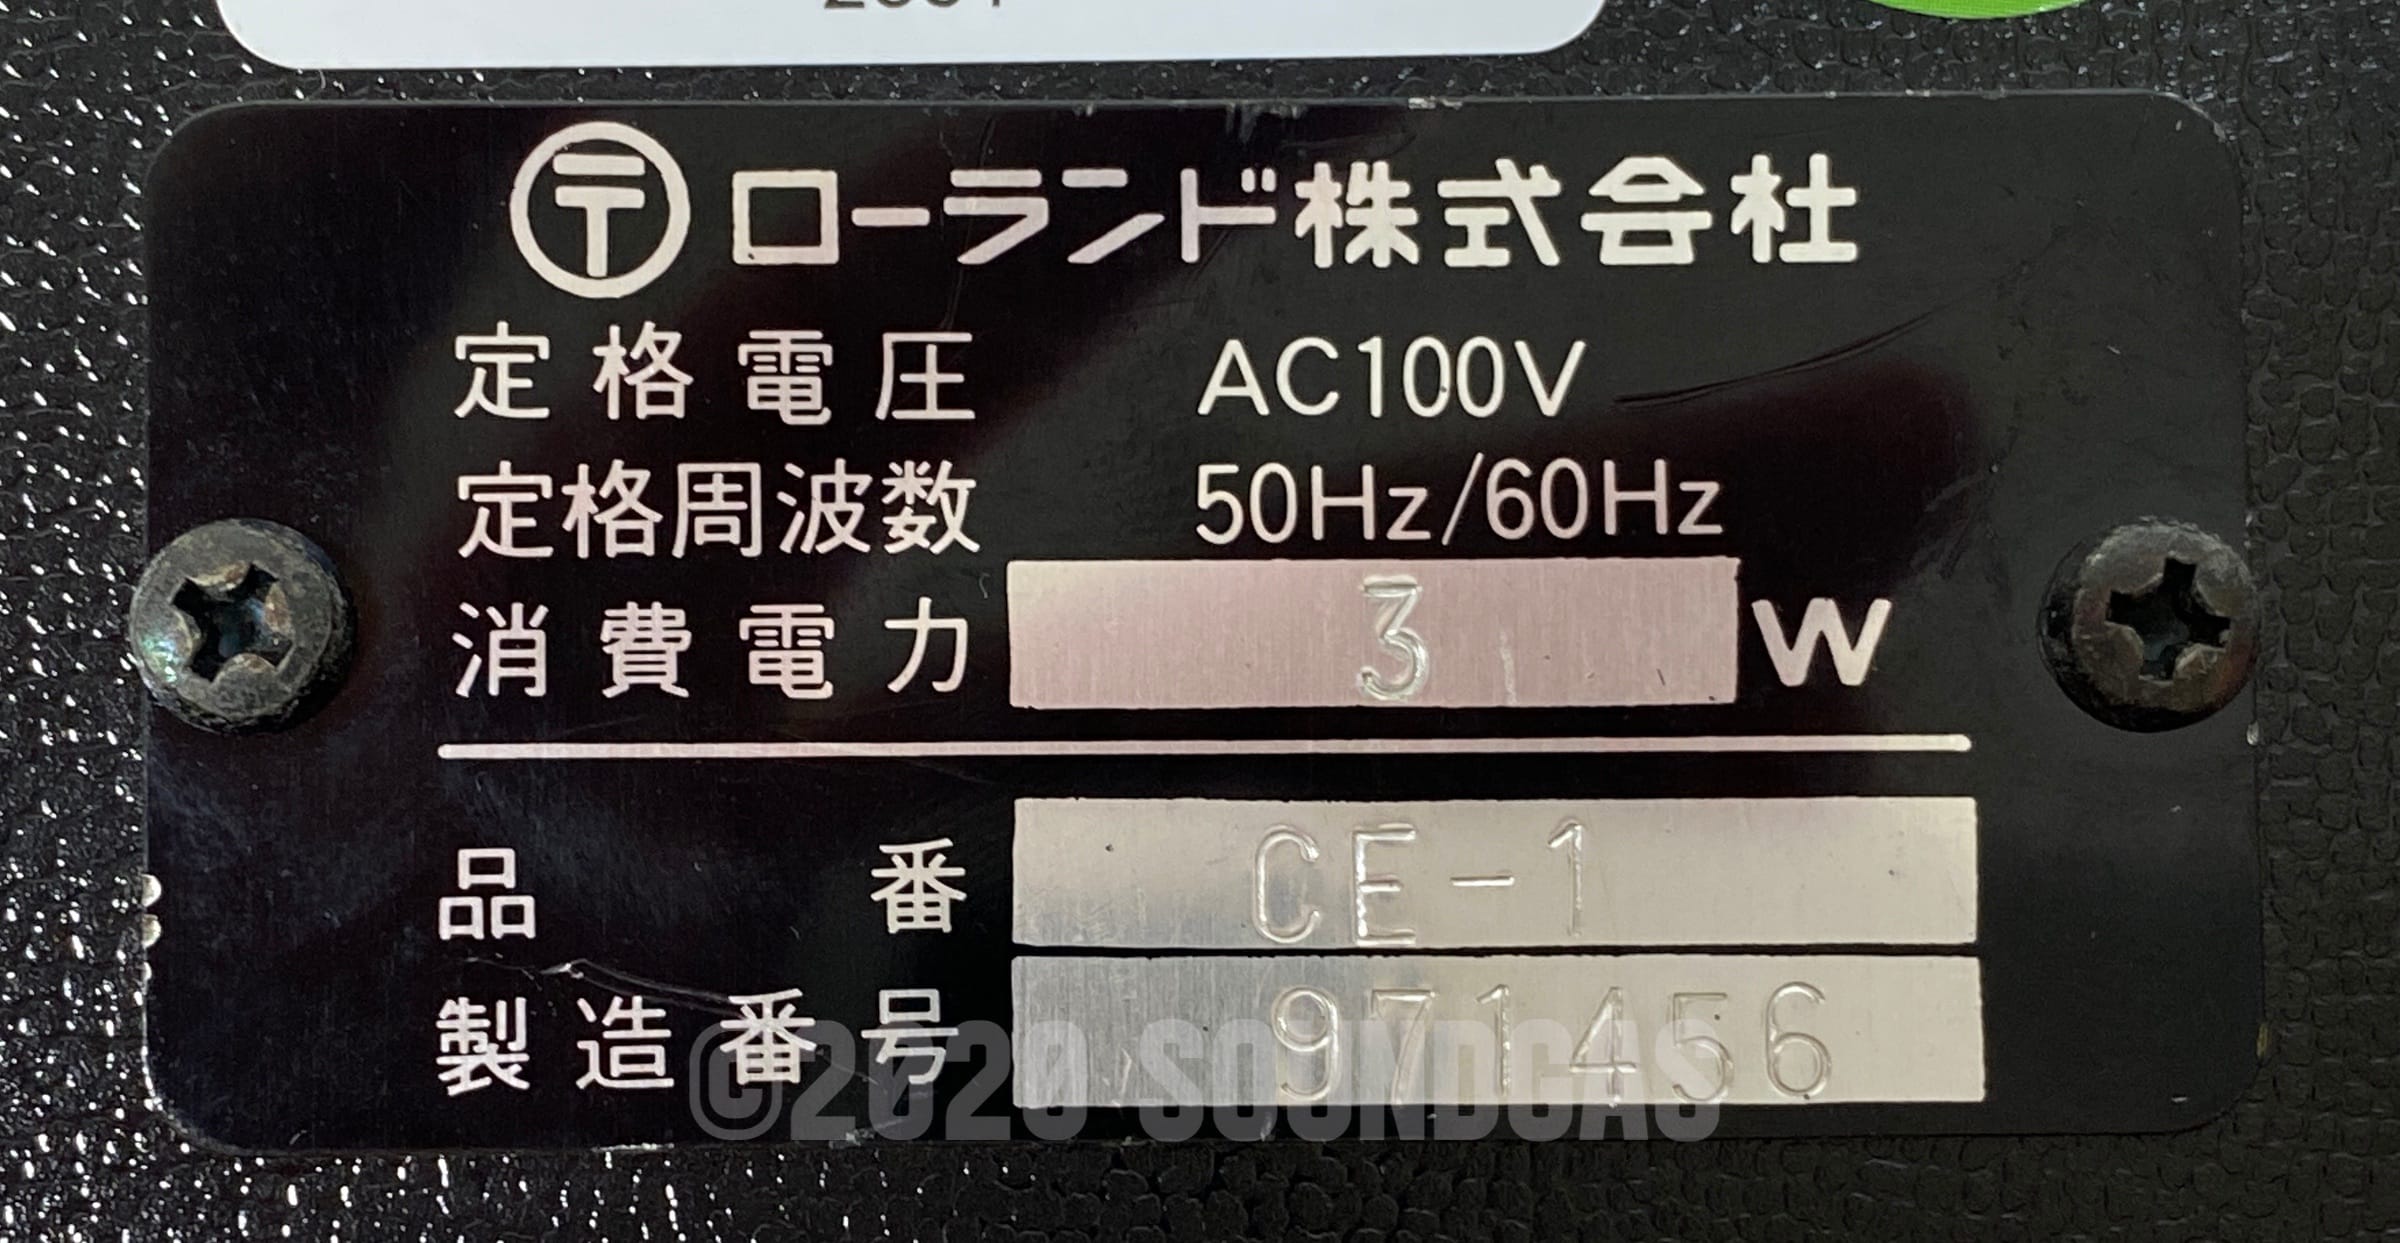 〒 ローランド株式会社
定格電圧 AC100V
定格周波数 50Hz/60Hz
消費電力 3 W
品番 CE-1
製造番号 971456
©2020 SOUNDGAS